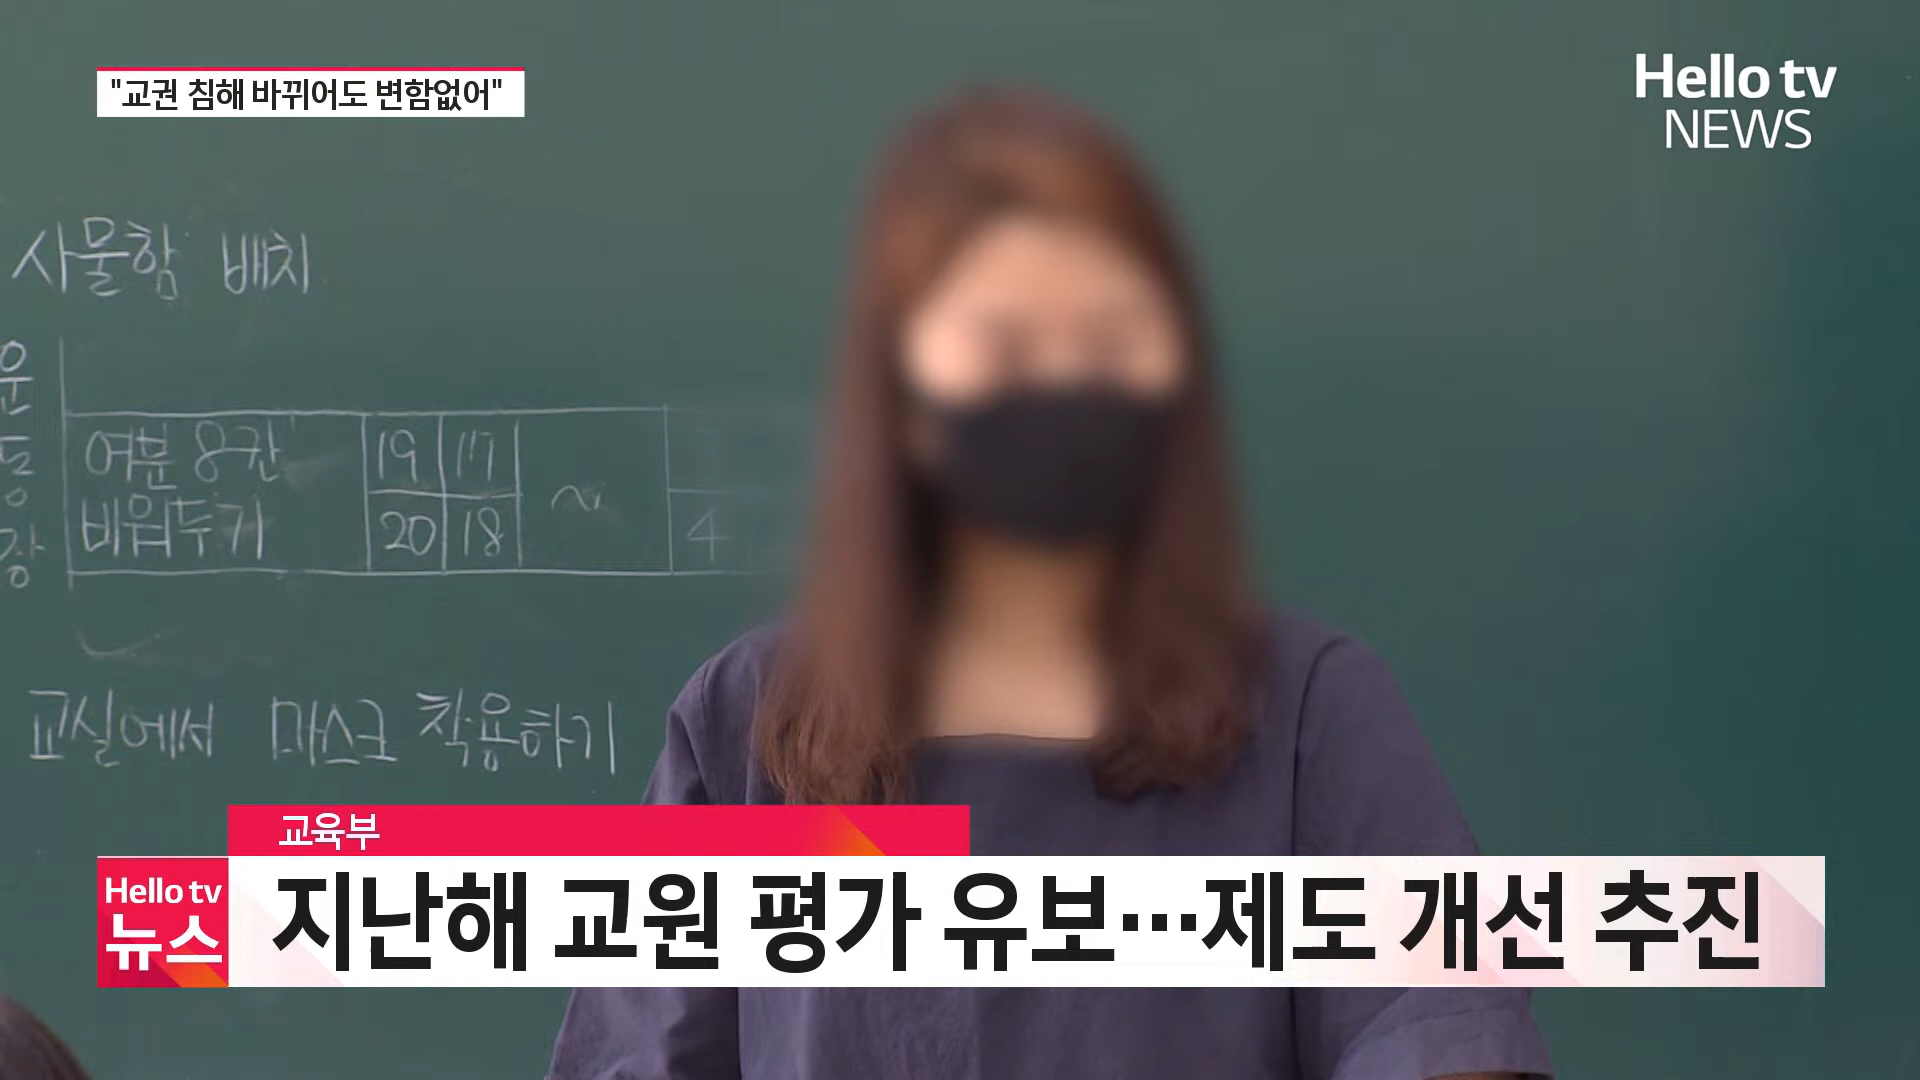 "교권 침해 바뀌어도 변함없어"
Hello tv
NEWS
사물함 배치
운동장
여분 8칸
비워두기
19 17
20 18
~
4
교실에서 마스크 착용하기
교육부
Hello tv
뉴스
지난해 교원 평가 유보…제도 개선 추진